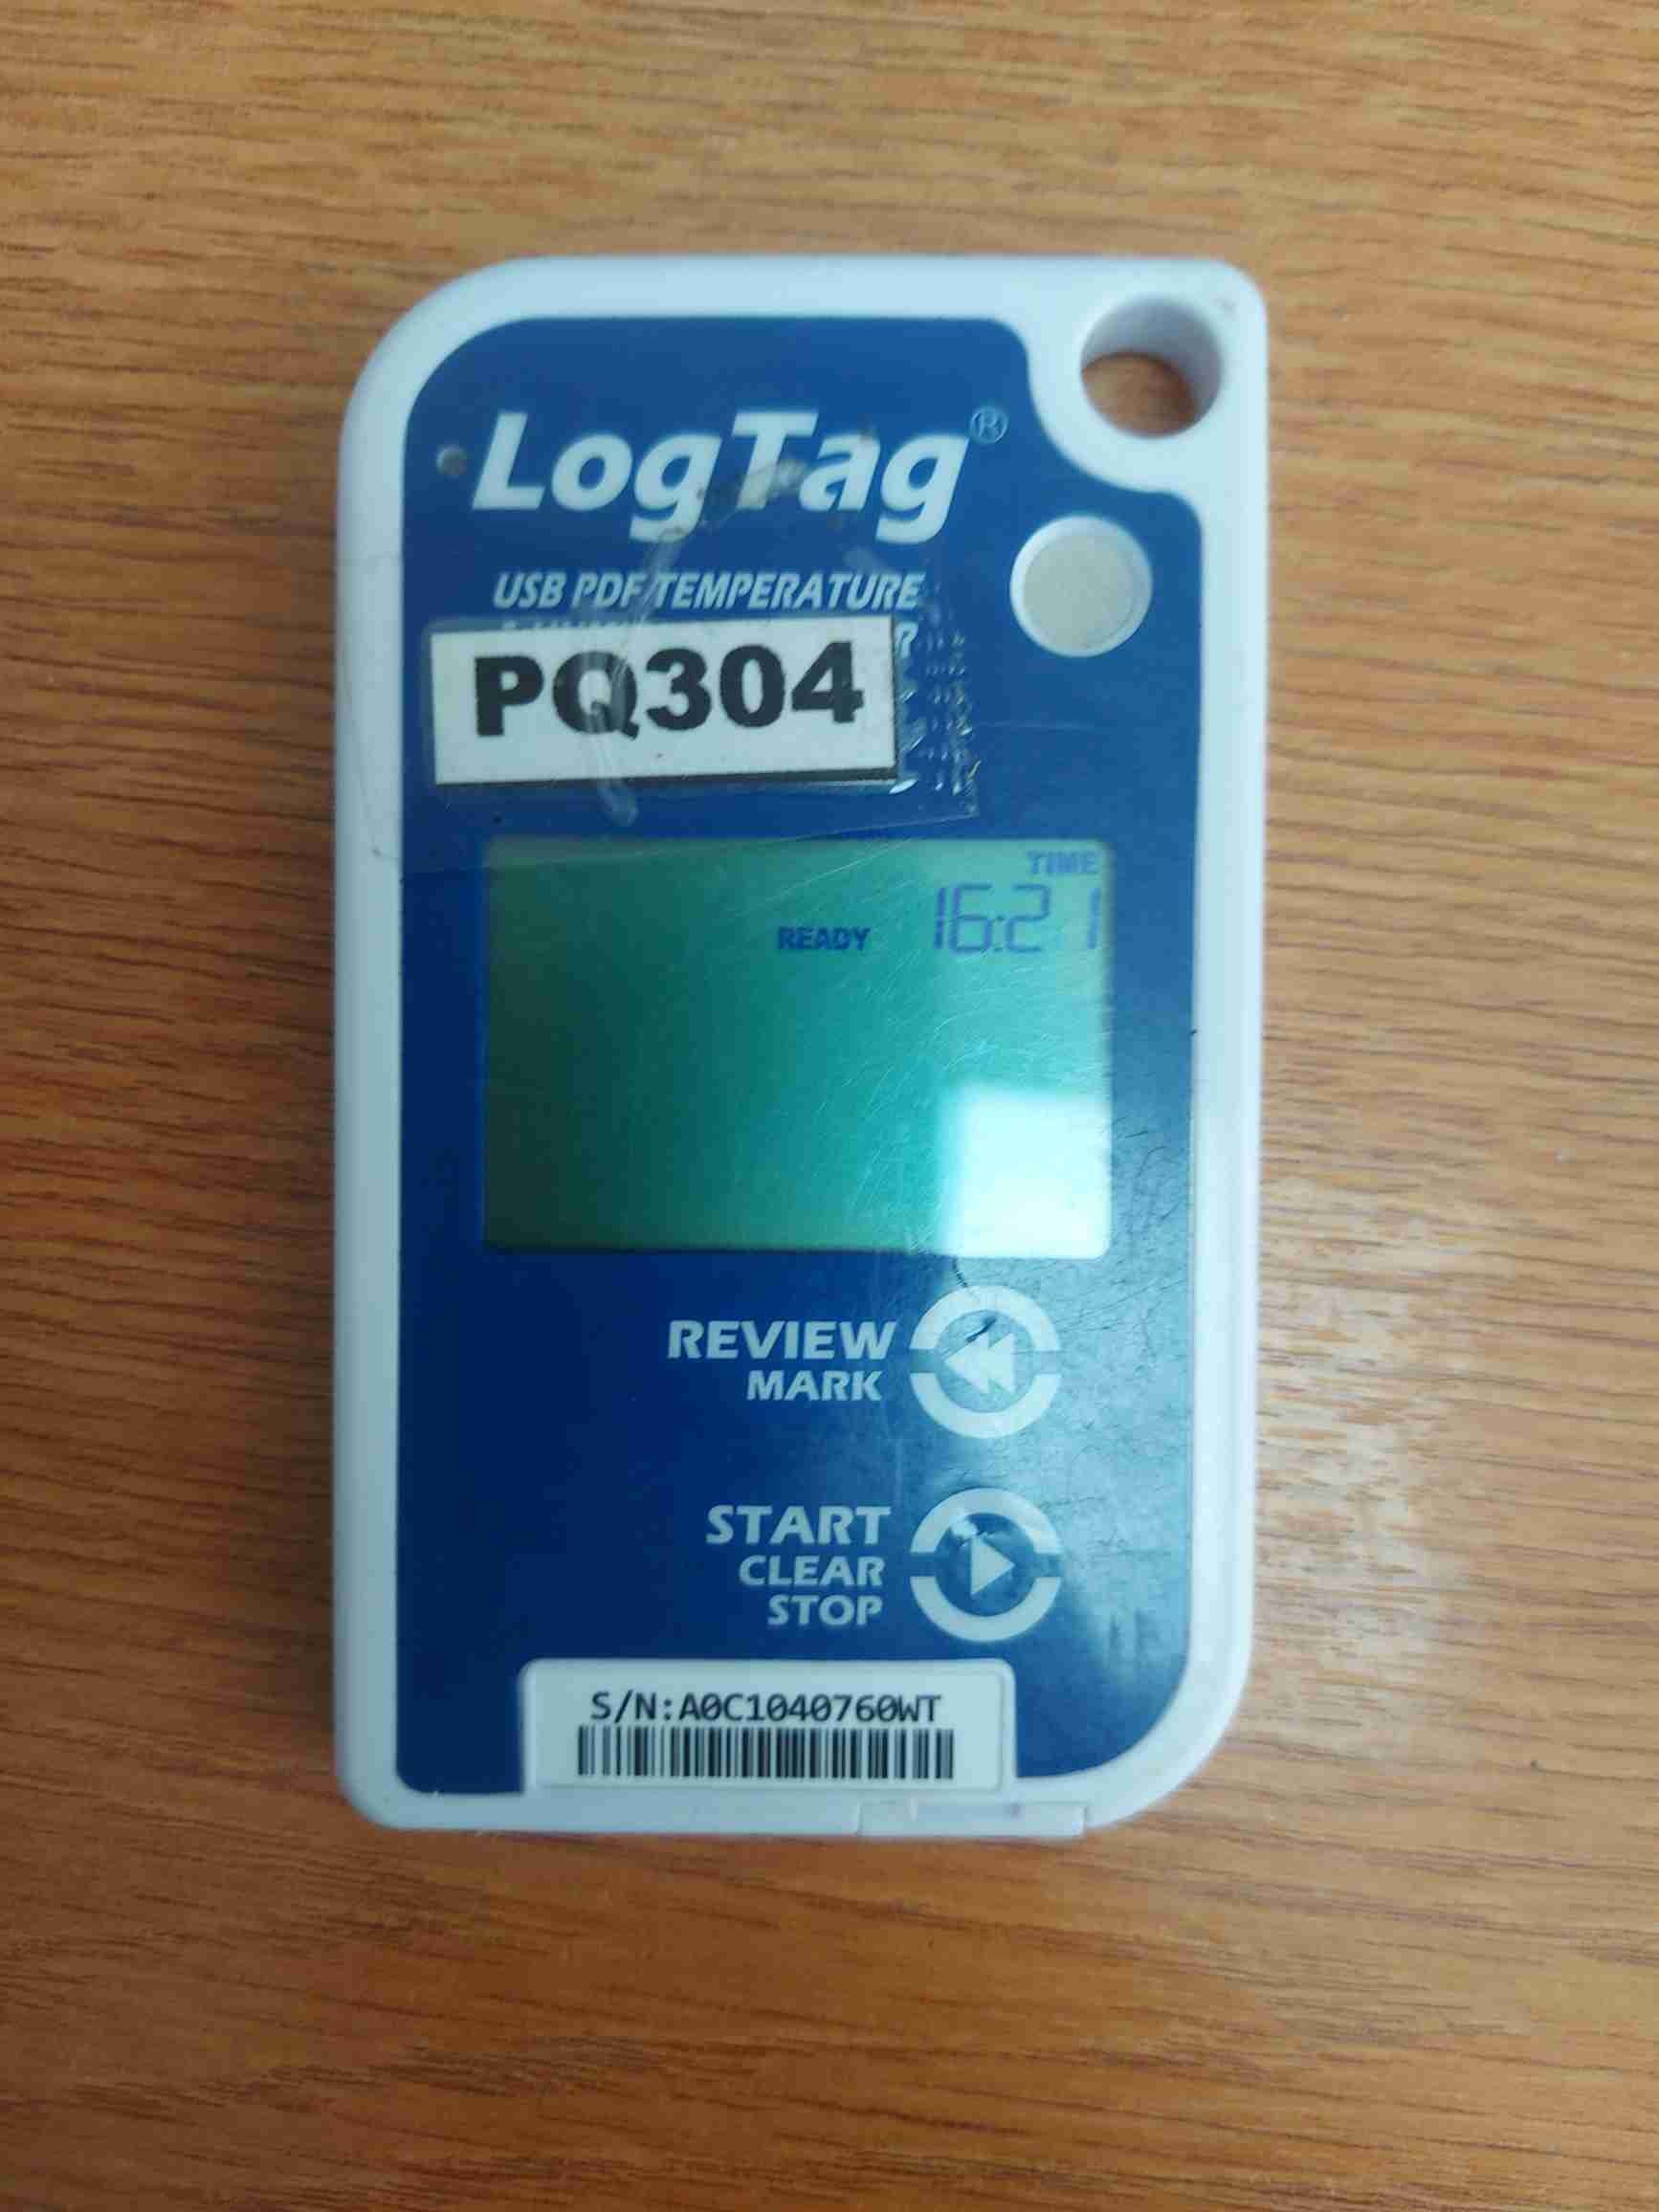 LogTag®
USB PDF TEMPERATURE
PQ304
TIME
16:21
READY
REVIEW
MARK
START
CLEAR
STOP
S/N:A0C1040760WT